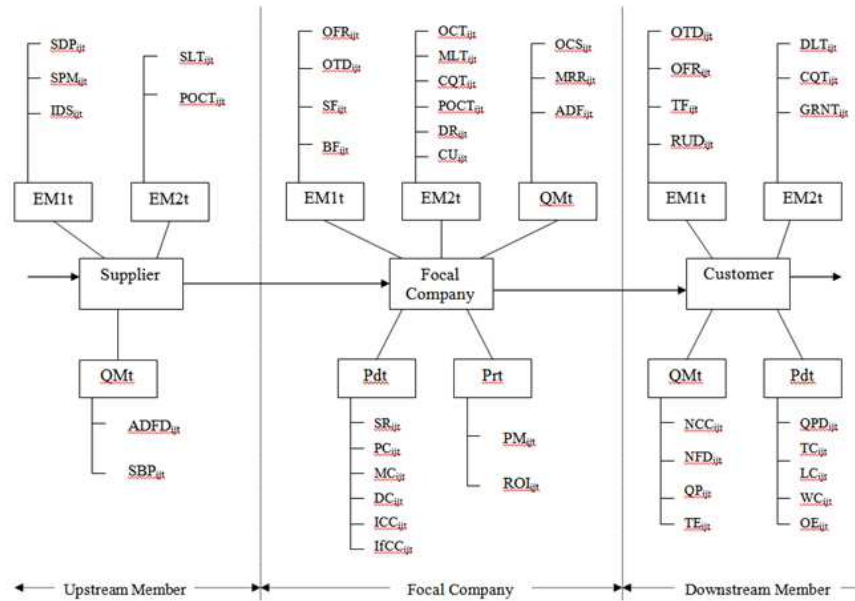 SDPijt
SPMijt
IDSijt
SLTijt
POCTijt
EM1t
EM2t
Supplier
QMt
ADFDijt
SBPijt
OFRijt
OTDijt
SFijt
BFijt
OCTijt
MLTijt
CQTijt
POCTijt
DRijt
CUijt
OCSijt
MRRijt
ADFijt
EM1t
EM2t
QMt
Focal
Company
Pdt
Prt
SRijt
PCijt
MCijt
DCijt
ICCijt
IfCCijt
PMijt
ROIijt
OTDijt
OFRijt
TFijt
RUDijt
DLTijt
CQTijt
GRNTijt
EM1t
EM2t
Customer
QMt
Pdt
NCCijt
NFDijt
QPijt
TEijt
QPDijt
TCijt
LCijt
WCijt
OEijt
Upstream Member
Focal Company
Downstream Member